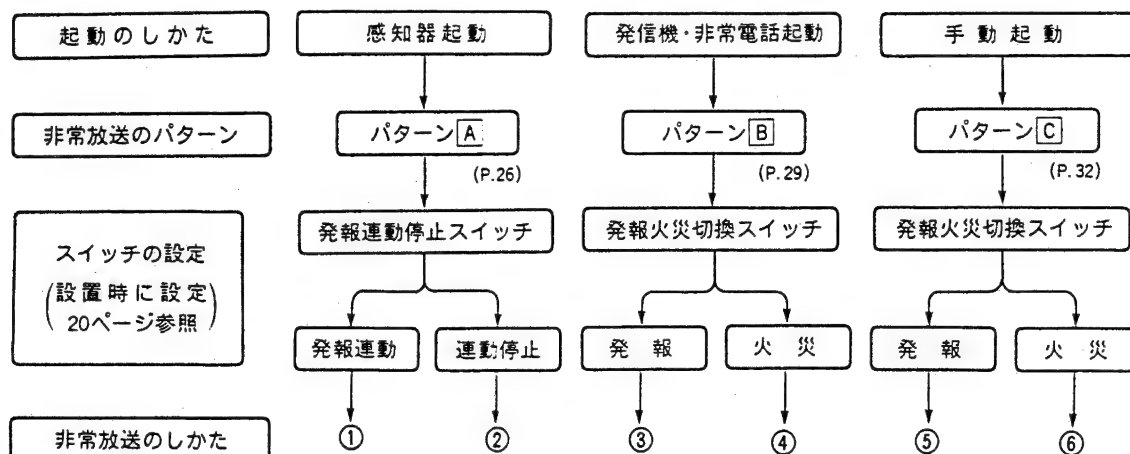 起動のしかた
感知器起動
発信機・非常電話起動
手動起動
非常放送のパターン
パターンA
パターンB
パターンC
(P.26)
(P.29)
(P.32)
スイッチの設定
(設置時に設定
20ページ参照)
発報連動停止スイッチ
発報火災切換スイッチ
発報火災切換スイッチ
発報連動
連動停止
発報
火災
発報
火災
非常放送のしかた
①
②
③
④
⑤
⑥